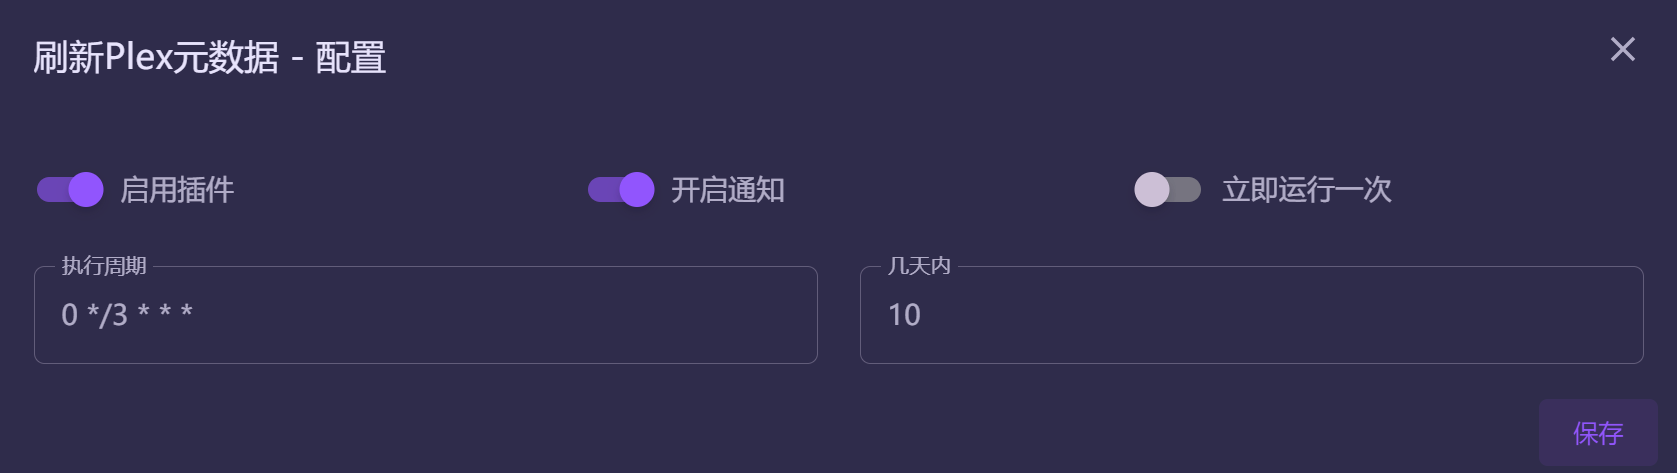 刷新Plex元数据 - 配置
启用插件
开启通知
立即运行一次
执行周期
0 */3 * * *
几天内
10
保存